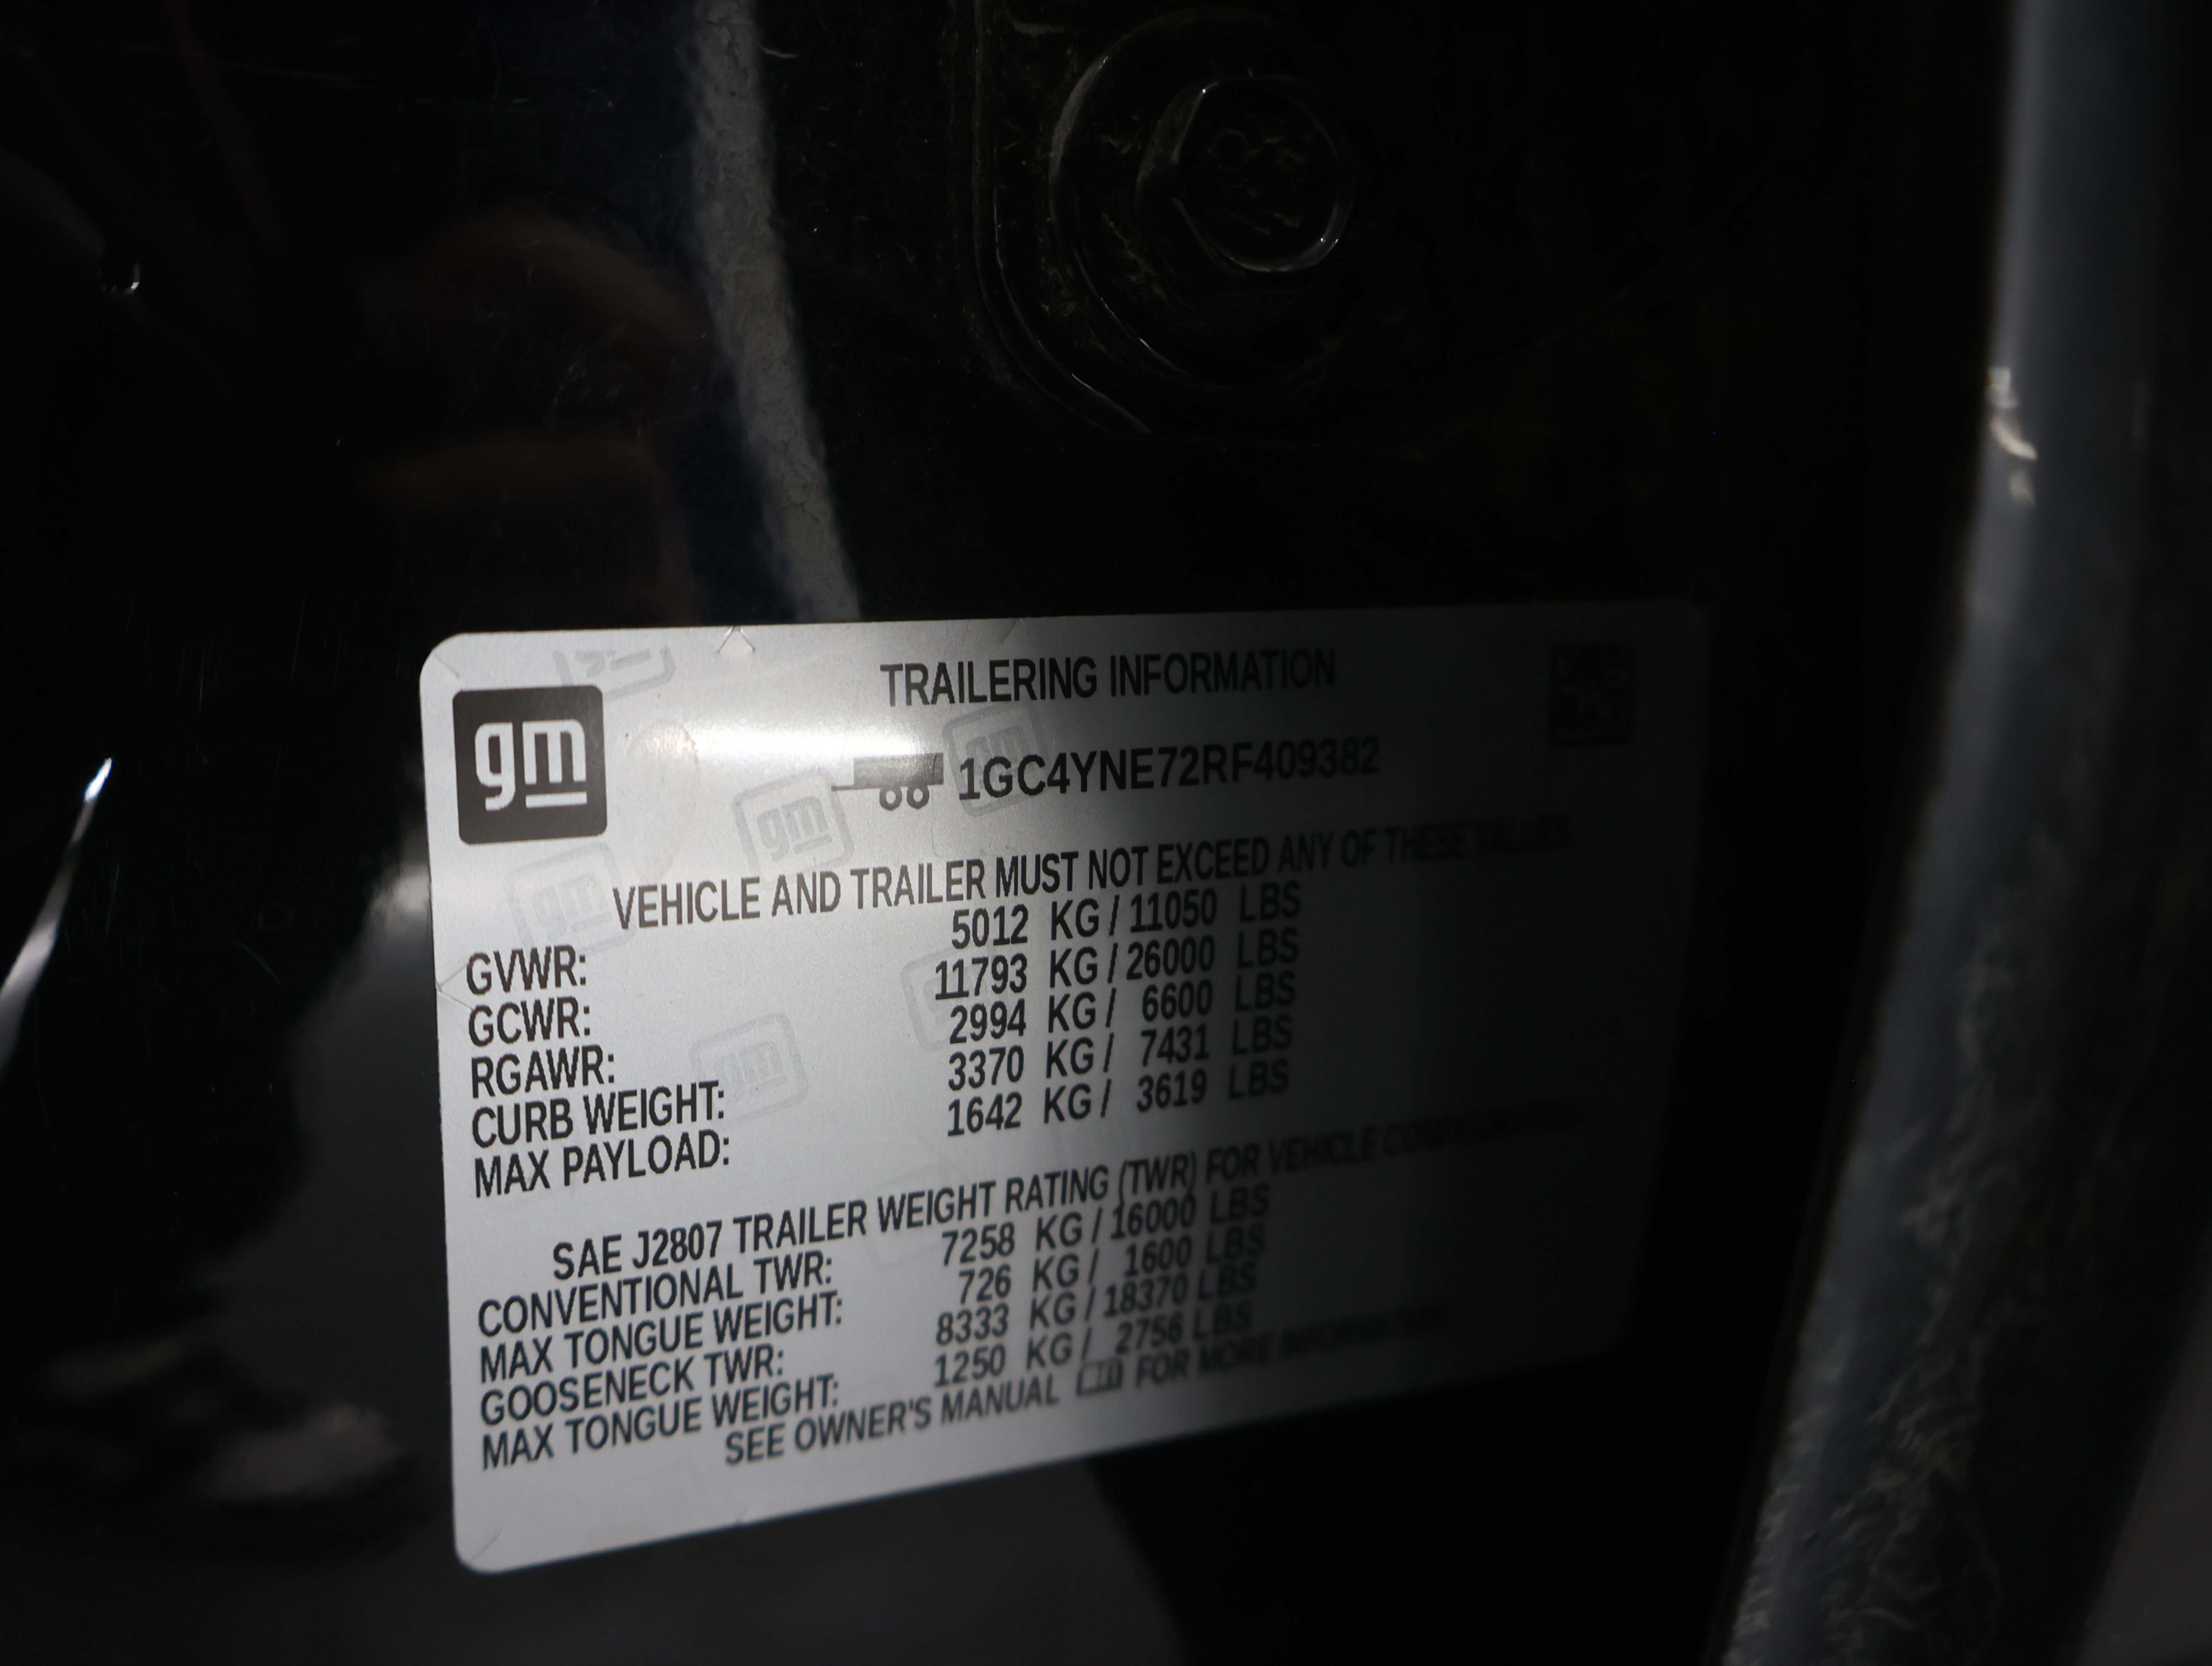 gm
TRAILERING INFORMATION
1GC4YNE72RF409382
VEHICLE AND TRAILER MUST NOT EXCEED ANY OF THESE VALUES.
GVWR: 5012 KG / 11050 LBS
GCWR: 11793 KG / 26000 LBS
RGAWR: 2994 KG / 6600 LBS
CURB WEIGHT: 3370 KG / 7431 LBS
MAX PAYLOAD: 1642 KG / 3619 LBS
SAE J2807 TRAILER WEIGHT RATING (TWR) FOR VEHICLE CONFIGURATION
CONVENTIONAL TWR: 7258 KG / 16000 LBS
MAX TONGUE WEIGHT: 726 KG / 1600 LBS
GOOSENECK TWR: 8333 KG / 18370 LBS
MAX TONGUE WEIGHT: 1250 KG / 2756 LBS
SEE OWNER'S MANUAL FOR MORE INFORMATION